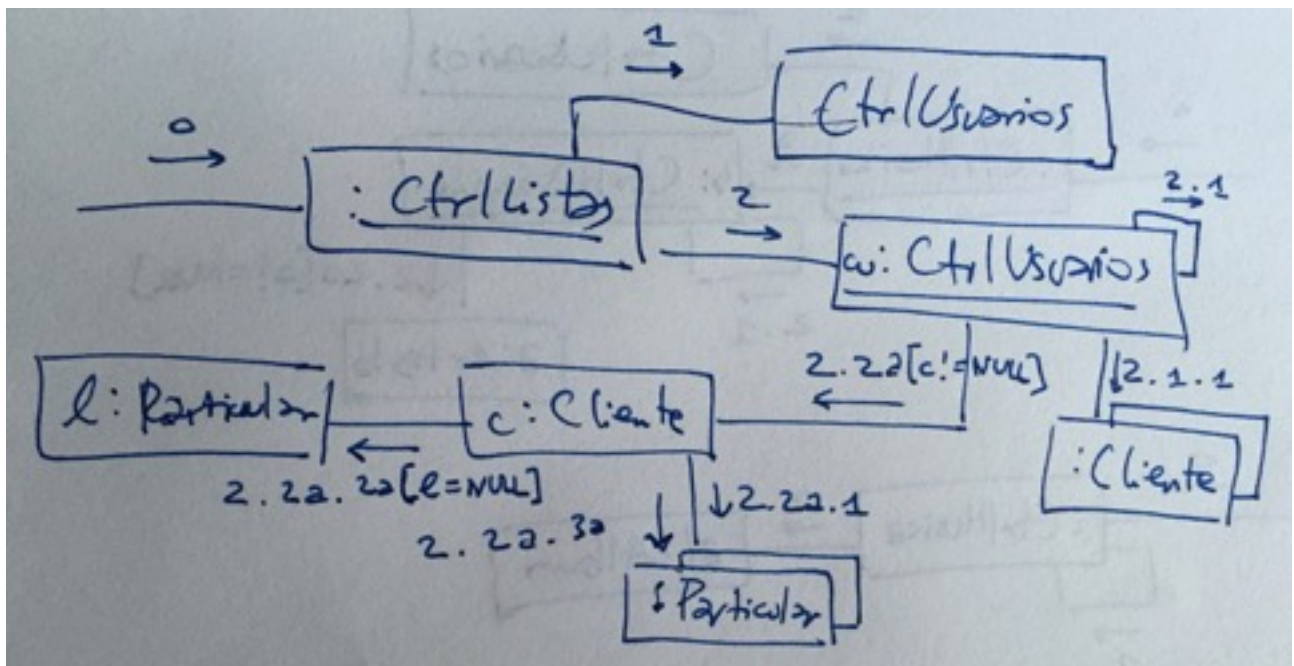 1
CtrlUsuarios
0
: CtrlListas
2
2.1
cu: CtrlUsuarios
2.2a[c!=NULL]
2.1.1
l: Particular
c: Cliente
:Cliente
2.2a.2a[l=NULL]
2.2a.1
2.2a.3a
: Particular